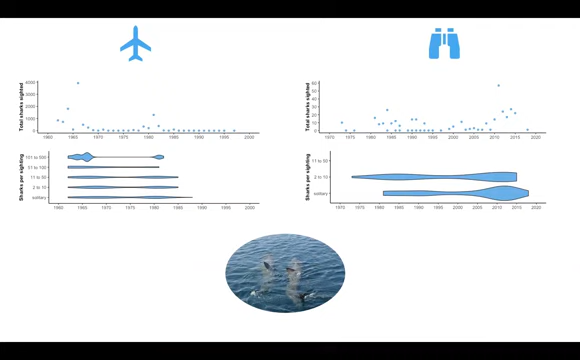 Total sharks sighted
4000
3000
2000
1000
0
1960 1965 1970 1975 1980 1985 1990 1995 2000
Sharks per sighting
101 to 500
51 to 100
11 to 50
2 to 10
solitary
1960 1965 1970 1975 1980 1985 1990 1995 2000
Total sharks sighted
60
50
40
30
20
10
0
1970 1975 1980 1985 1990 1995 2000 2005 2010 2015 2020
Sharks per sighting
11 to 50
2 to 10
solitary
1970 1975 1980 1985 1990 1995 2000 2005 2010 2015 2020